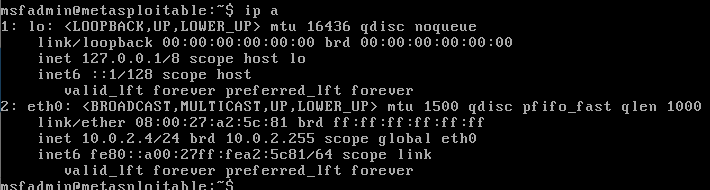 msfadmin@metasploitable:~$ ip a
1: lo: <LOOPBACK,UP,LOWER_UP> mtu 16436 qdisc noqueue
    link/loopback 00:00:00:00:00:00 brd 00:00:00:00:00:00
    inet 127.0.0.1/8 scope host lo
    inet6 ::1/128 scope host
       valid_lft forever preferred_lft forever
2: eth0: <BROADCAST,MULTICAST,UP,LOWER_UP> mtu 1500 qdisc pfifo_fast qlen 1000
    link/ether 08:00:27:a2:5c:81 brd ff:ff:ff:ff:ff:ff
    inet 10.0.2.4/24 brd 10.0.2.255 scope global eth0
    inet6 fe80::a00:27ff:fea2:5c81/64 scope link
       valid_lft forever preferred_lft forever
msfadmin@metasploitable:~$